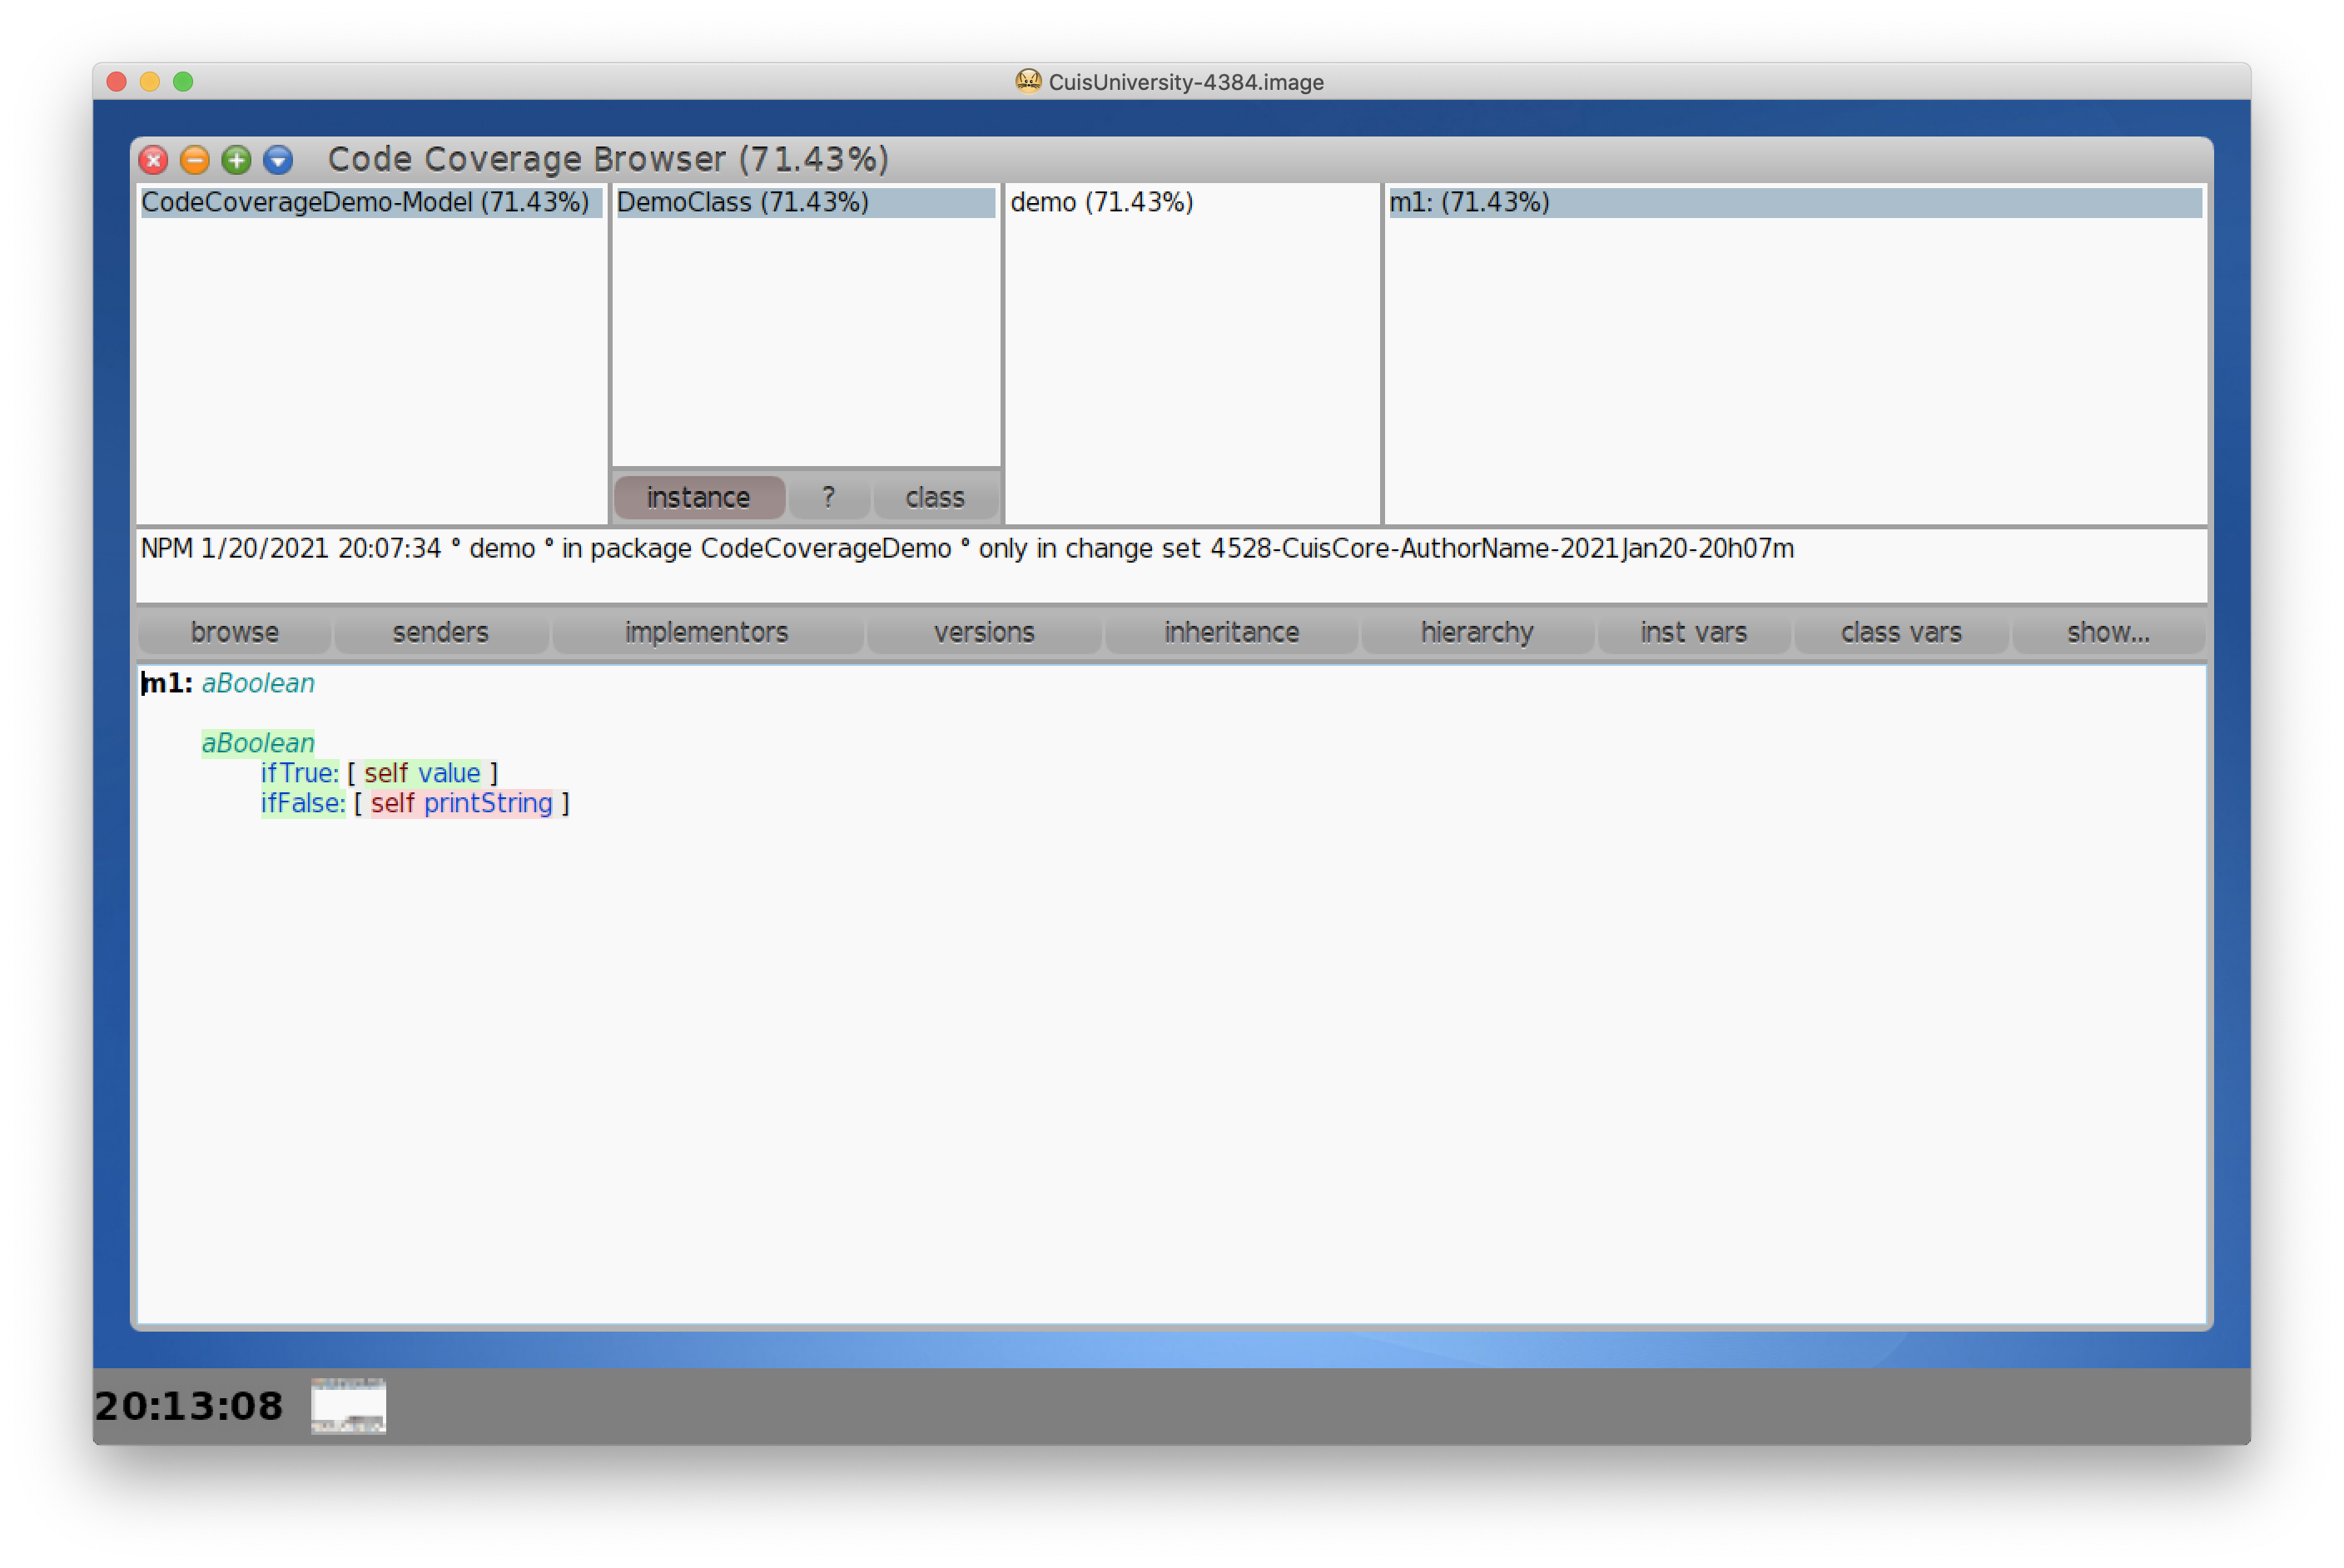 CuisUniversity-4384.image
Code Coverage Browser (71.43%)
CodeCoverageDemo-Model (71.43%)
DemoClass (71.43%)
demo (71.43%)
m1: (71.43%)
instance
?
class
NPM 1/20/2021 20:07:34 ° demo ° in package CodeCoverageDemo ° only in change set 4528-CuisCore-AuthorName-2021Jan20-20h07m
browse
senders
implementors
versions
inheritance
hierarchy
inst vars
class vars
show...
m1: aBoolean
aBoolean
ifTrue: [ self value ]
ifFalse: [ self printString ]
20:13:08